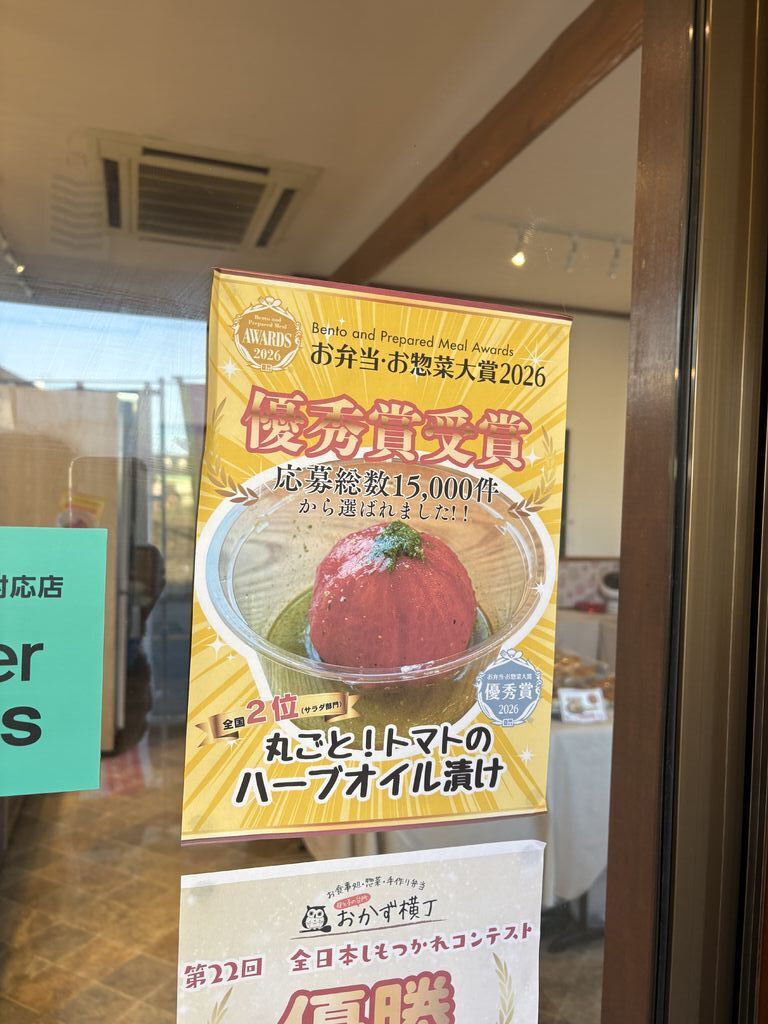 Bento and
Prepared Meal
AWARDS
2026
Bento and Prepared Meal Awards
お弁当・お惣菜大賞2026
優秀賞受賞
応募総数15,000件
から選ばれました!!
対応店
er
s
お弁当・お惣菜大賞
優秀賞
2026
全国2位(サラダ部門)
丸ごと!トマトの
ハーブオイル漬け
お食事処・惣菜・手作り弁当
おかず横丁
第22回 全日本しもつかれコンテスト
優勝